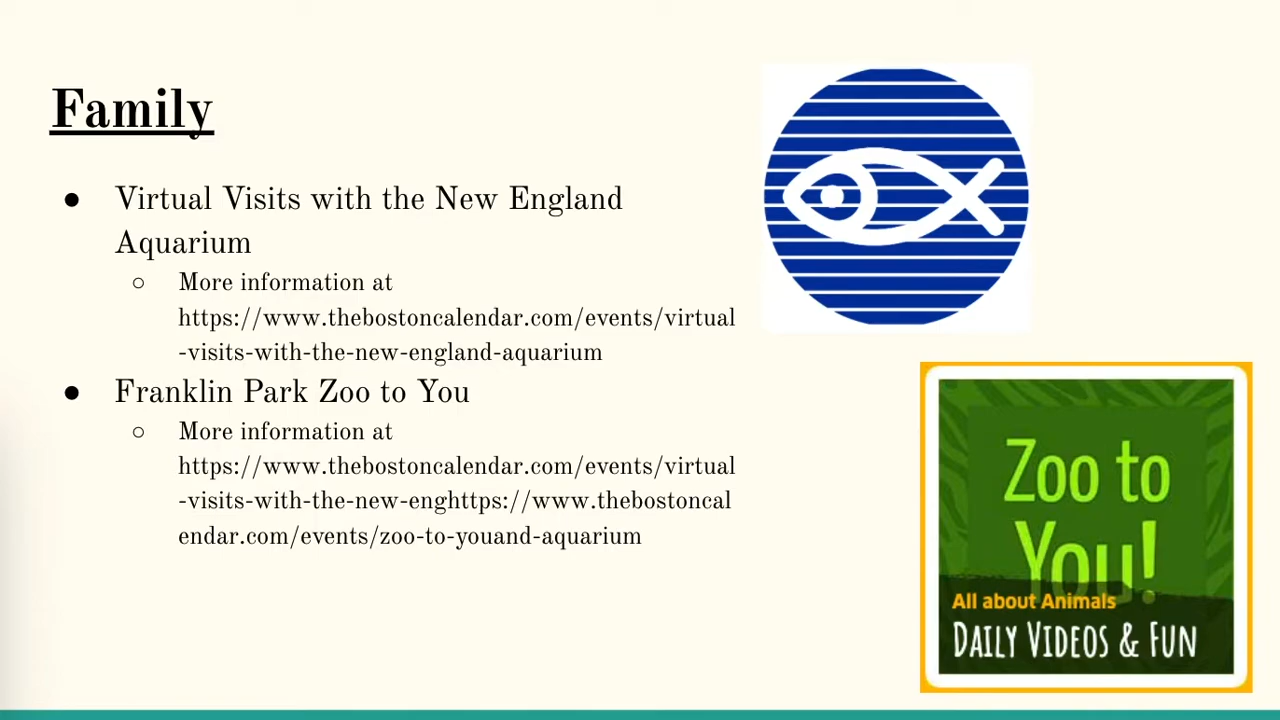 Family
● Virtual Visits with the New England
Aquarium
○ More information at
https://www.thebostoncalendar.com/events/virtual
-visits-with-the-new-england-aquarium
● Franklin Park Zoo to You
○ More information at
https://www.thebostoncalendar.com/events/virtual
-visits-with-the-new-enghttps://www.thebostoncal
endar.com/events/zoo-to-youand-aquarium
Zoo to
You!
All about Animals
DAILY VIDEOS & FUN